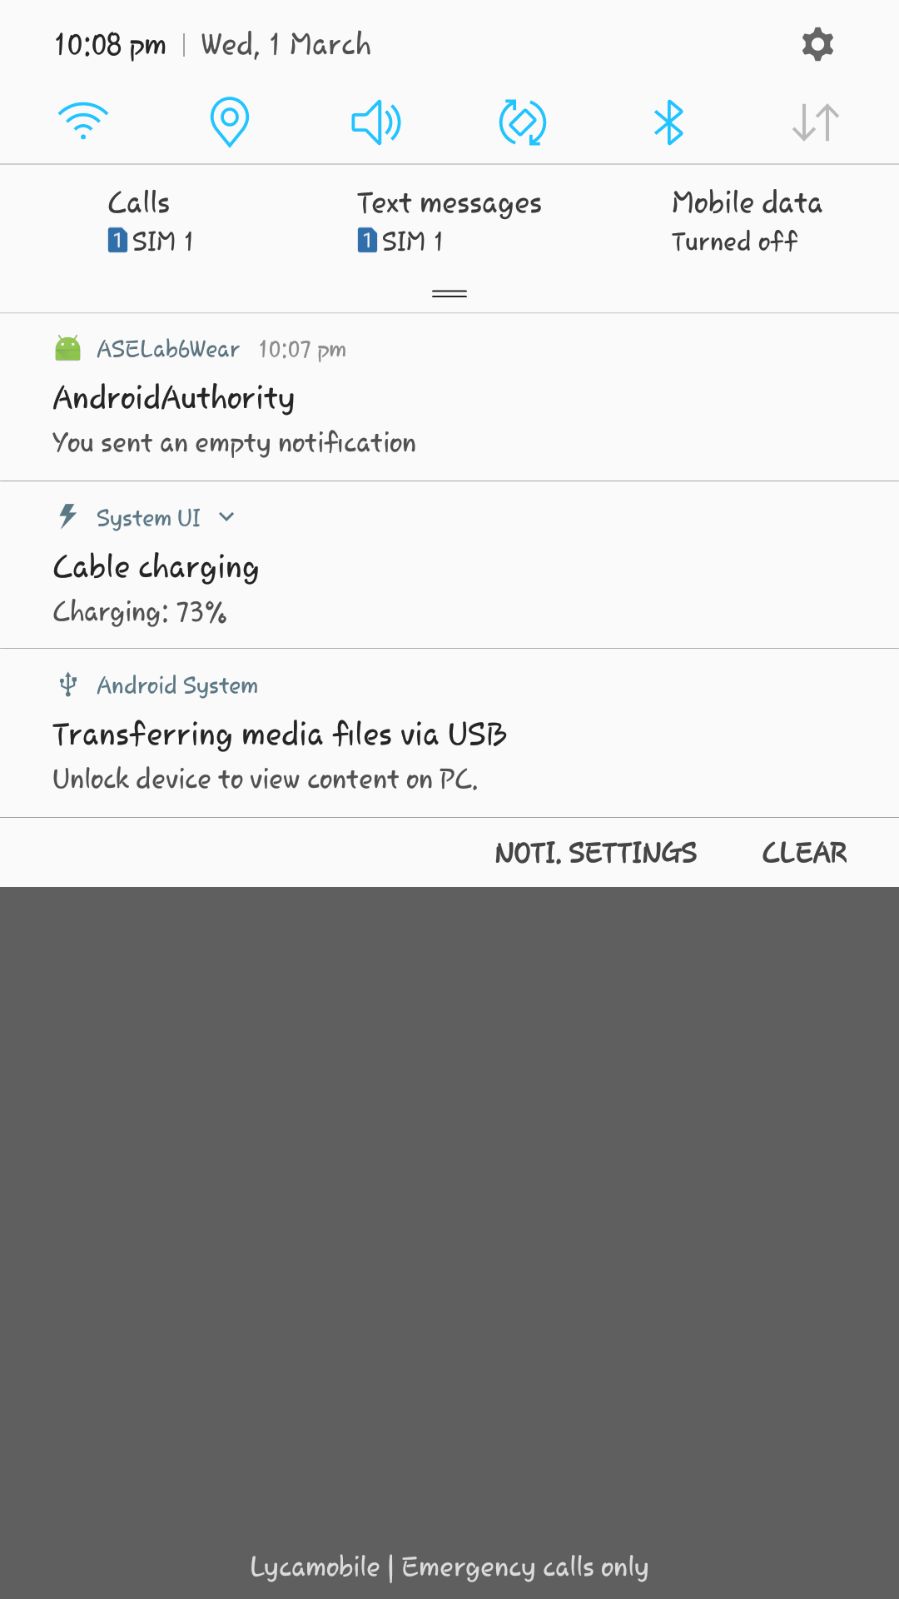 10:08 pm | Wed, 1 March
Calls Text messages Mobile data
1 SIM 1 1 SIM 1 Turned off
ASELab6Wear 10:07 pm
AndroidAuthority
You sent an empty notification
System UI
Cable charging
Charging: 73%
Android System
Transferring media files via USB
Unlock device to view content on PC.
NOTI. SETTINGS CLEAR
Lycamobile | Emergency calls only